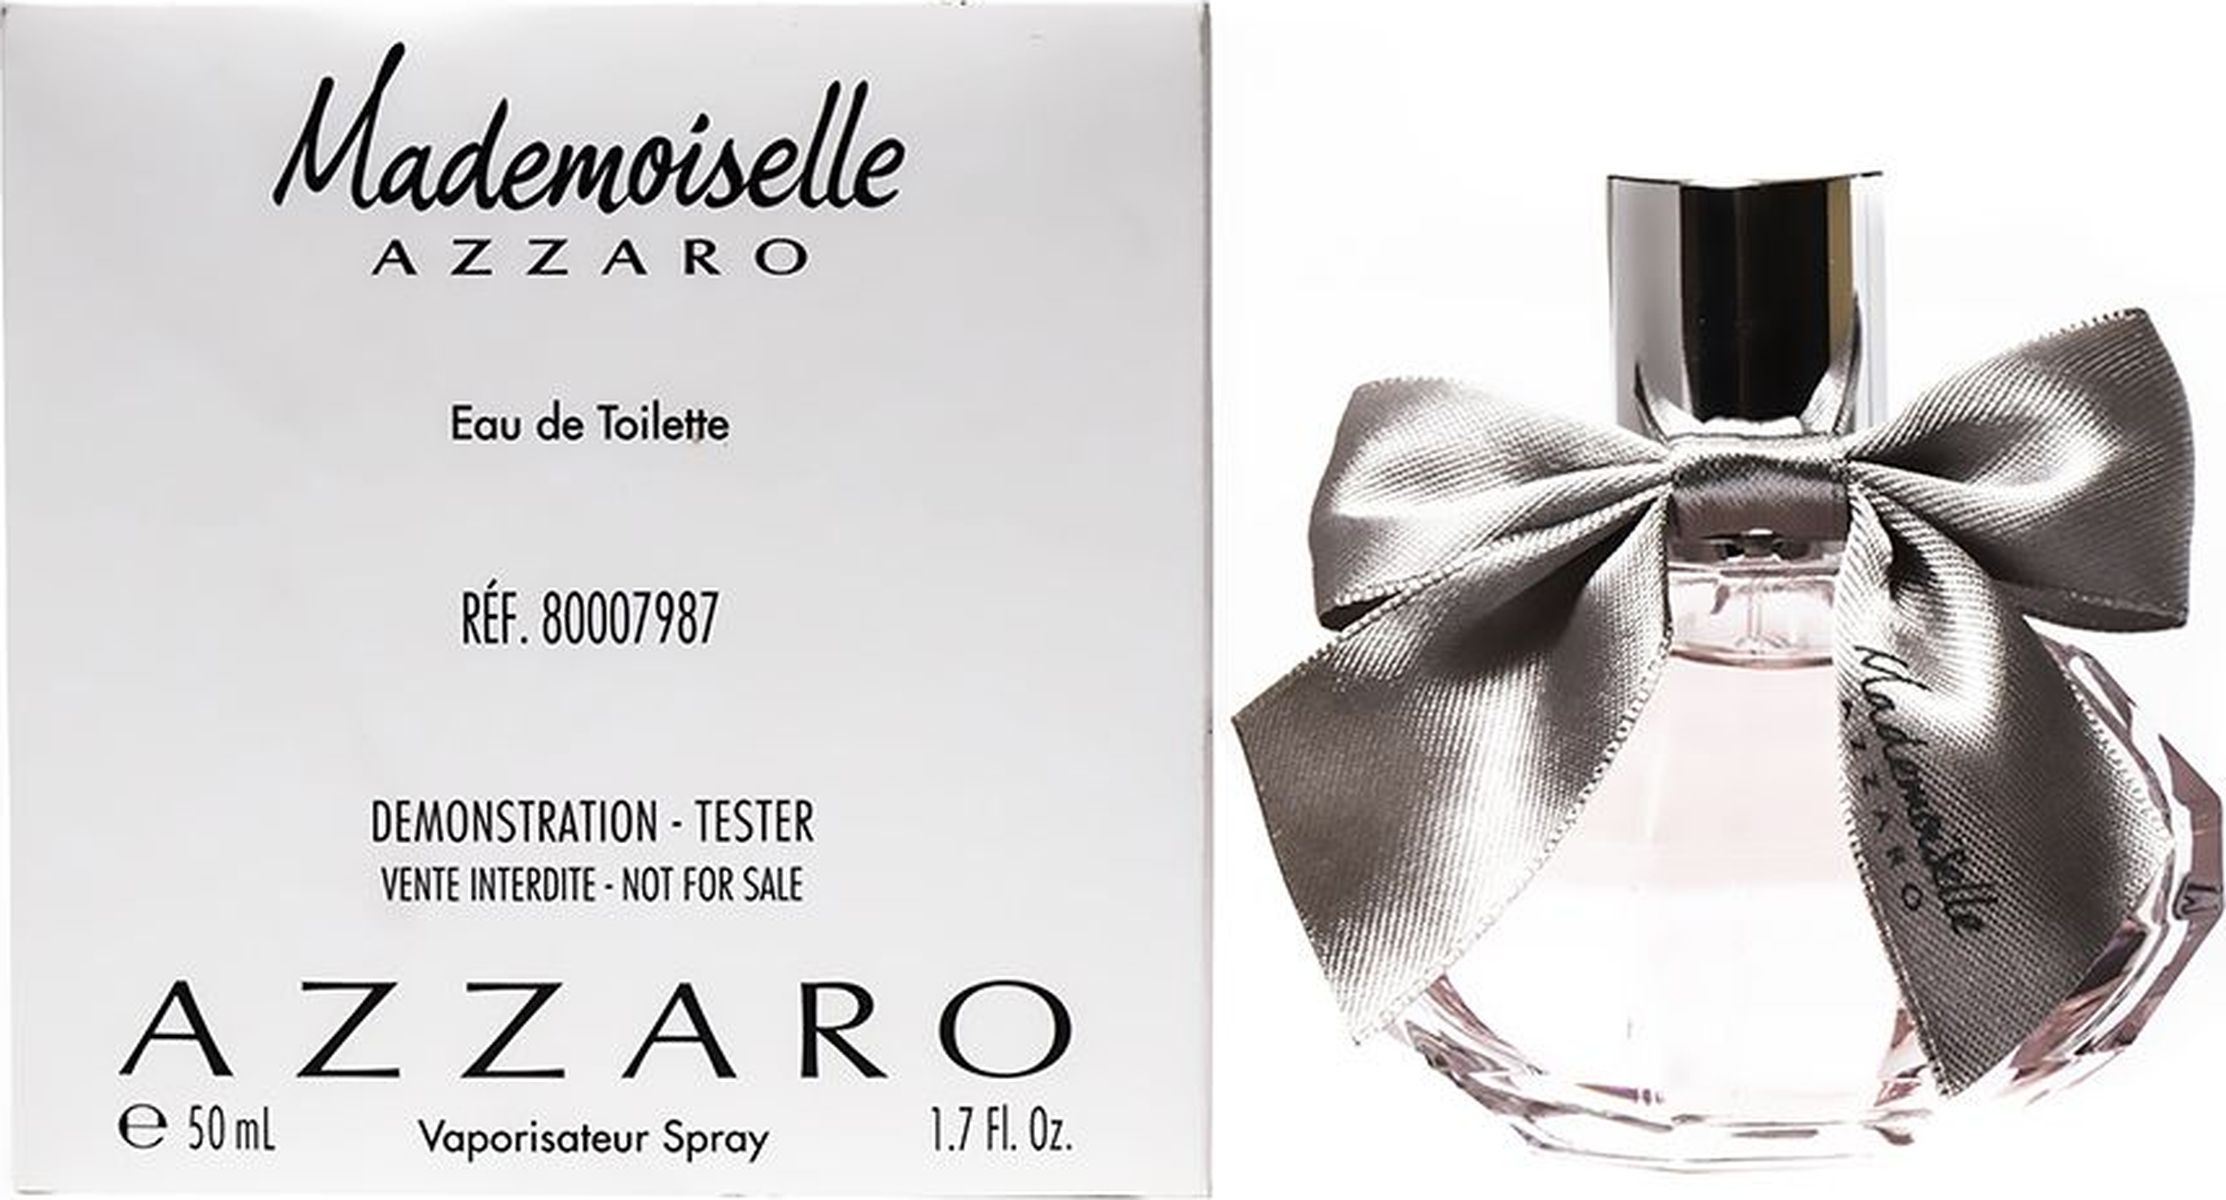 Mademoiselle
AZZARO
Eau de Toilette
RÉF. 80007987
DEMONSTRATION - TESTER
VENTE INTERDITE - NOT FOR SALE
AZZARO
℮ 50 mL Vaporisateur Spray 1.7 Fl. Oz.
Mademoiselle
AZZARO